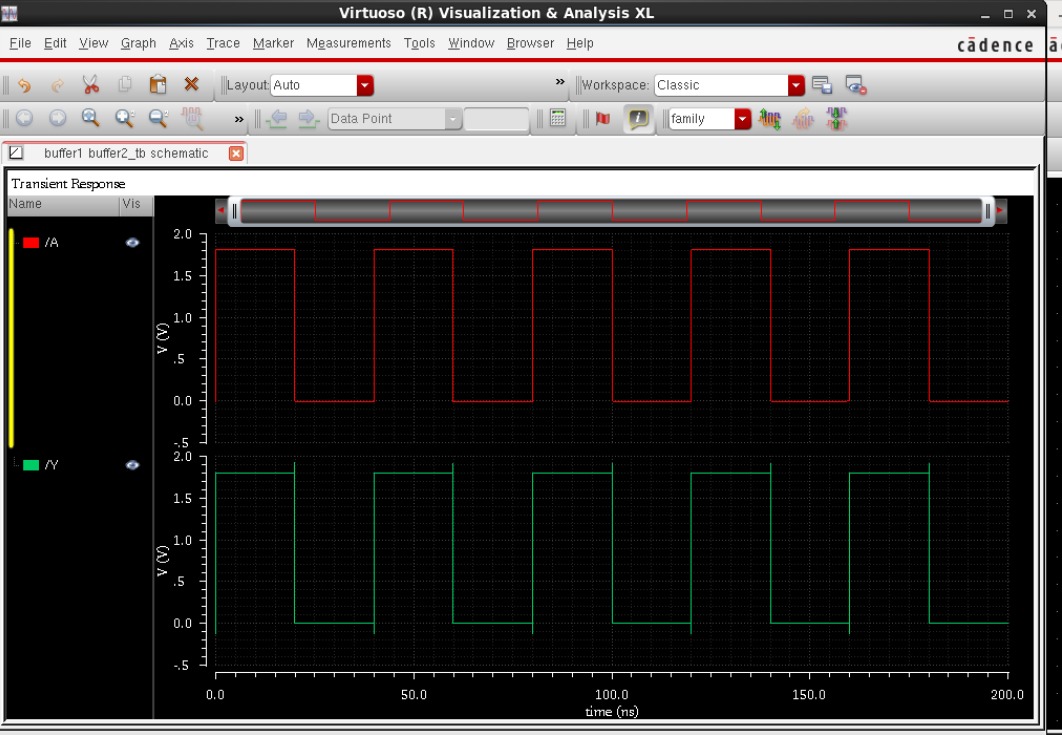 Virtuoso (R) Visualization & Analysis XL
File Edit View Graph Axis Trace Marker Measurements Tools Window Browser Help
cādence
Layout: Auto
» Workspace: Classic
» Data Point
family
buffer1 buffer2_tb schematic
Transient Response
Name Vis
/A
2.0
1.5
1.0
.5
0.0
-.5
V (V)
/Y
2.0
1.5
1.0
.5
0.0
-.5
V (V)
0.0 50.0 100.0 150.0 200.0
time (ns)